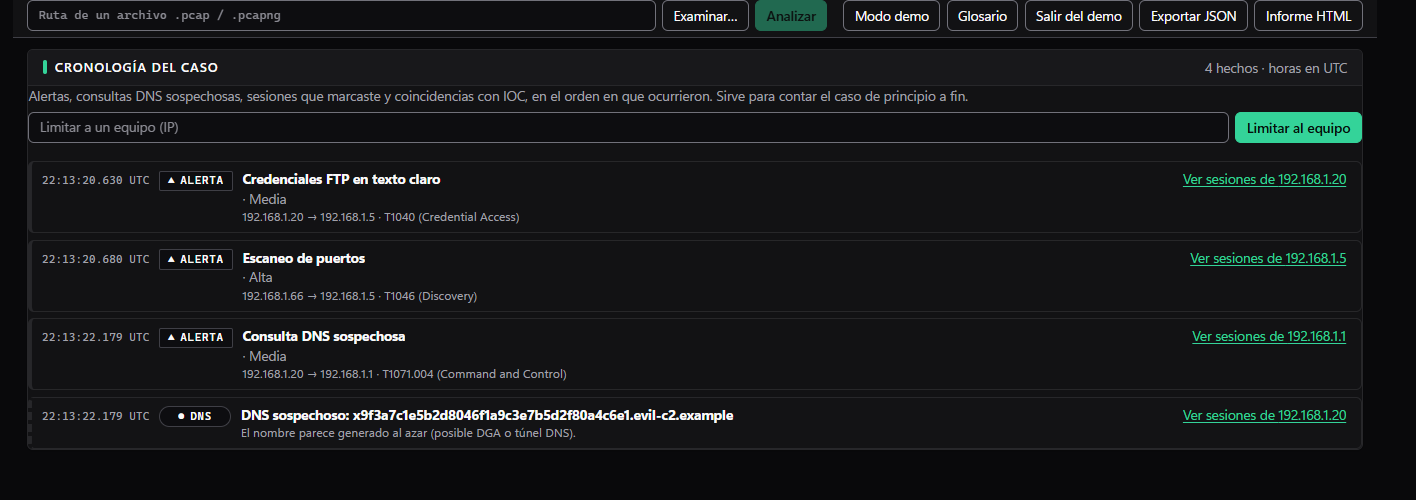 Ruta de un archivo .pcap / .pcapng
Examinar...
Analizar
Modo demo
Glosario
Salir del demo
Exportar JSON
Informe HTML
CRONOLOGÍA DEL CASO
4 hechos · horas en UTC
Alertas, consultas DNS sospechosas, sesiones que marcaste y coincidencias con IOC, en el orden en que ocurrieron. Sirve para contar el caso de principio a fin.
Limitar a un equipo (IP)
Limitar al equipo
22:13:20.630 UTC ▲ ALERTA Credenciales FTP en texto claro Ver sesiones de 192.168.1.20
· Media
192.168.1.20 → 192.168.1.5 · T1040 (Credential Access)
22:13:20.680 UTC ▲ ALERTA Escaneo de puertos Ver sesiones de 192.168.1.5
· Alta
192.168.1.66 → 192.168.1.5 · T1046 (Discovery)
22:13:22.179 UTC ▲ ALERTA Consulta DNS sospechosa Ver sesiones de 192.168.1.1
· Media
192.168.1.20 → 192.168.1.1 · T1071.004 (Command and Control)
22:13:22.179 UTC ● DNS DNS sospechoso: x9f3a7c1e5b2d8046f1a9c3e7b5d2f80a4c6e1.evil-c2.example Ver sesiones de 192.168.1.20
El nombre parece generado al azar (posible DGA o túnel DNS).